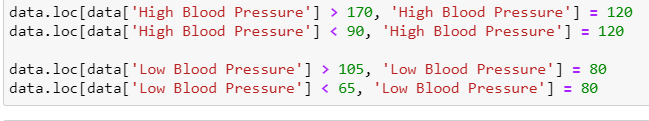 data.loc[data['High Blood Pressure'] > 170, 'High Blood Pressure'] = 120
data.loc[data['High Blood Pressure'] < 90, 'High Blood Pressure'] = 120
data.loc[data['Low Blood Pressure'] > 105, 'Low Blood Pressure'] = 80
data.loc[data['Low Blood Pressure'] < 65, 'Low Blood Pressure'] = 80